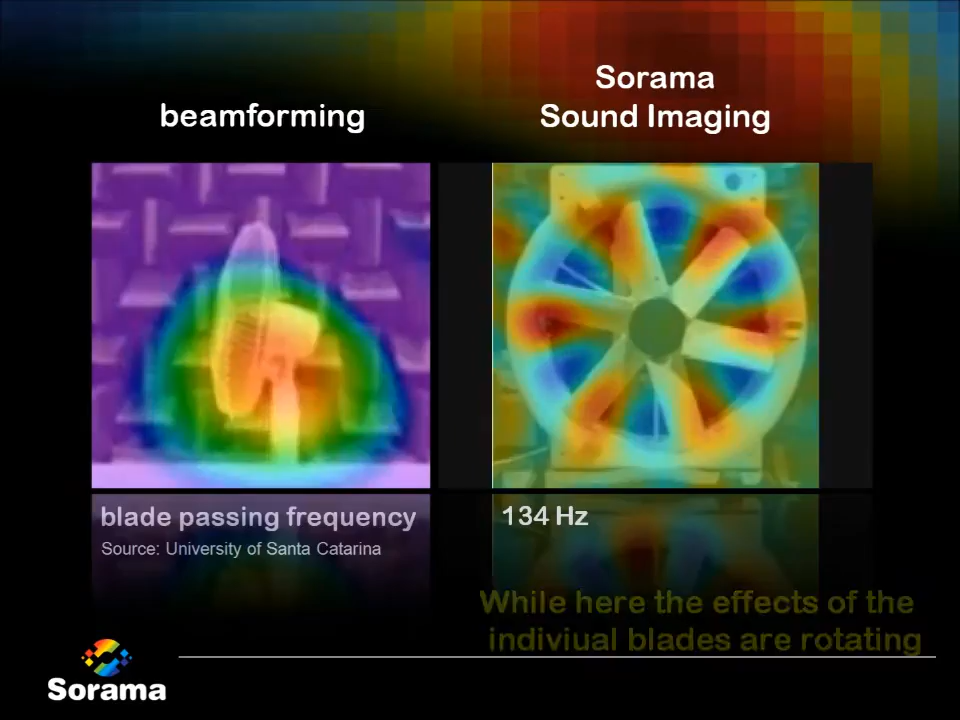 beamforming
Sorama
Sound Imaging
blade passing frequency
Source: University of Santa Catarina
134 Hz
While here the effects of the
indiviual blades are rotating
Sorama